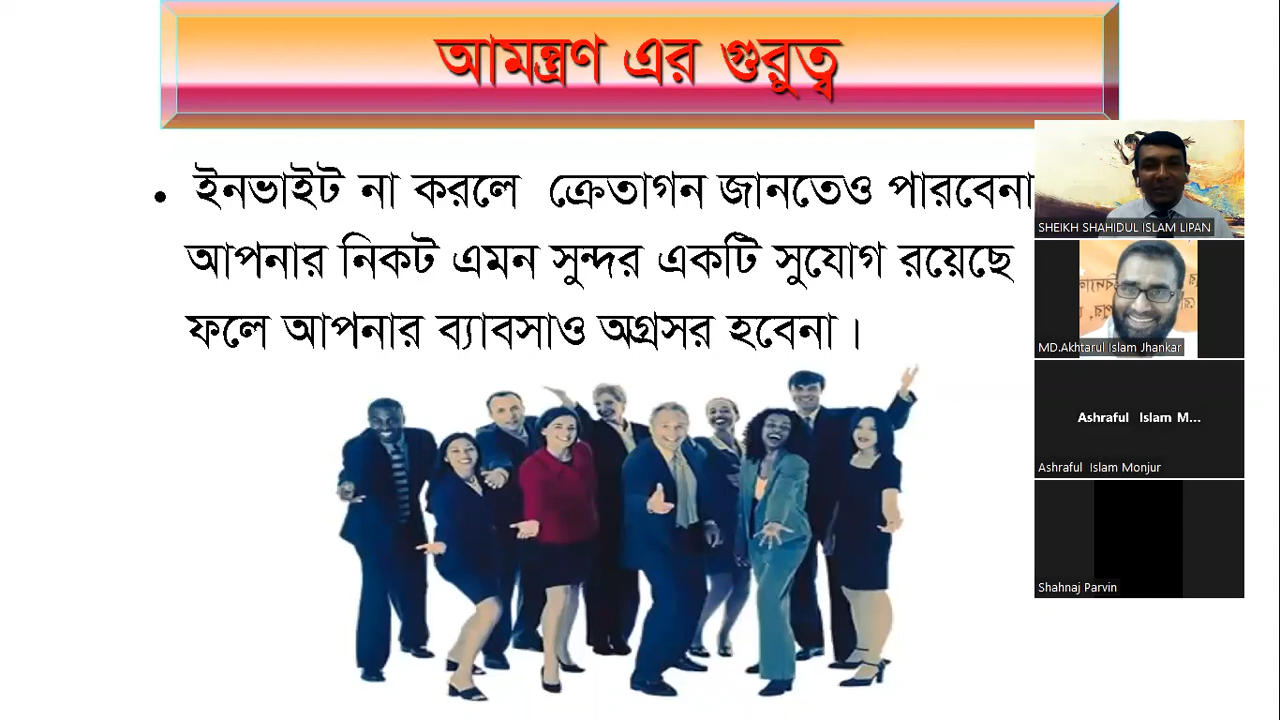 আমন্ত্রণ এর গুরুত্ব
• ইনভাইট না করলে ক্রেতাগন জানতেও পারবেনা
আপনার নিকট এমন সুন্দর একটি সুযোগ রয়েছে
ফলে আপনার ব্যাবসাও অগ্রসর হবেনা।
SHEIKH SHAHIDUL ISLAM LIPAN
MD.Akhtarul Islam Jhankar
Ashraful Islam M...
Ashraful Islam Monjur
Shahnaj Parvin